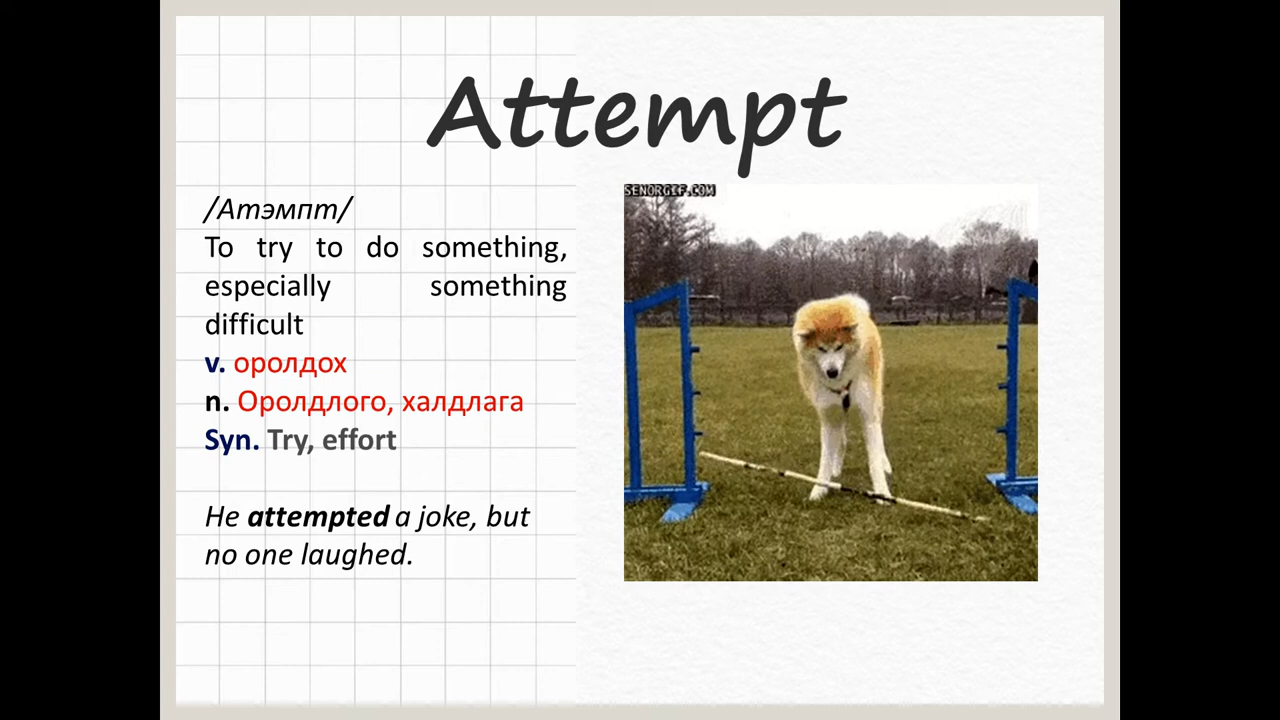 Attempt
/Атэмпт/
To try to do something,
especially something
difficult
v. оролдох
n. Оролдлого, халдлага
Syn. Try, effort
He attempted a joke, but
no one laughed.
SENORGIF.COM